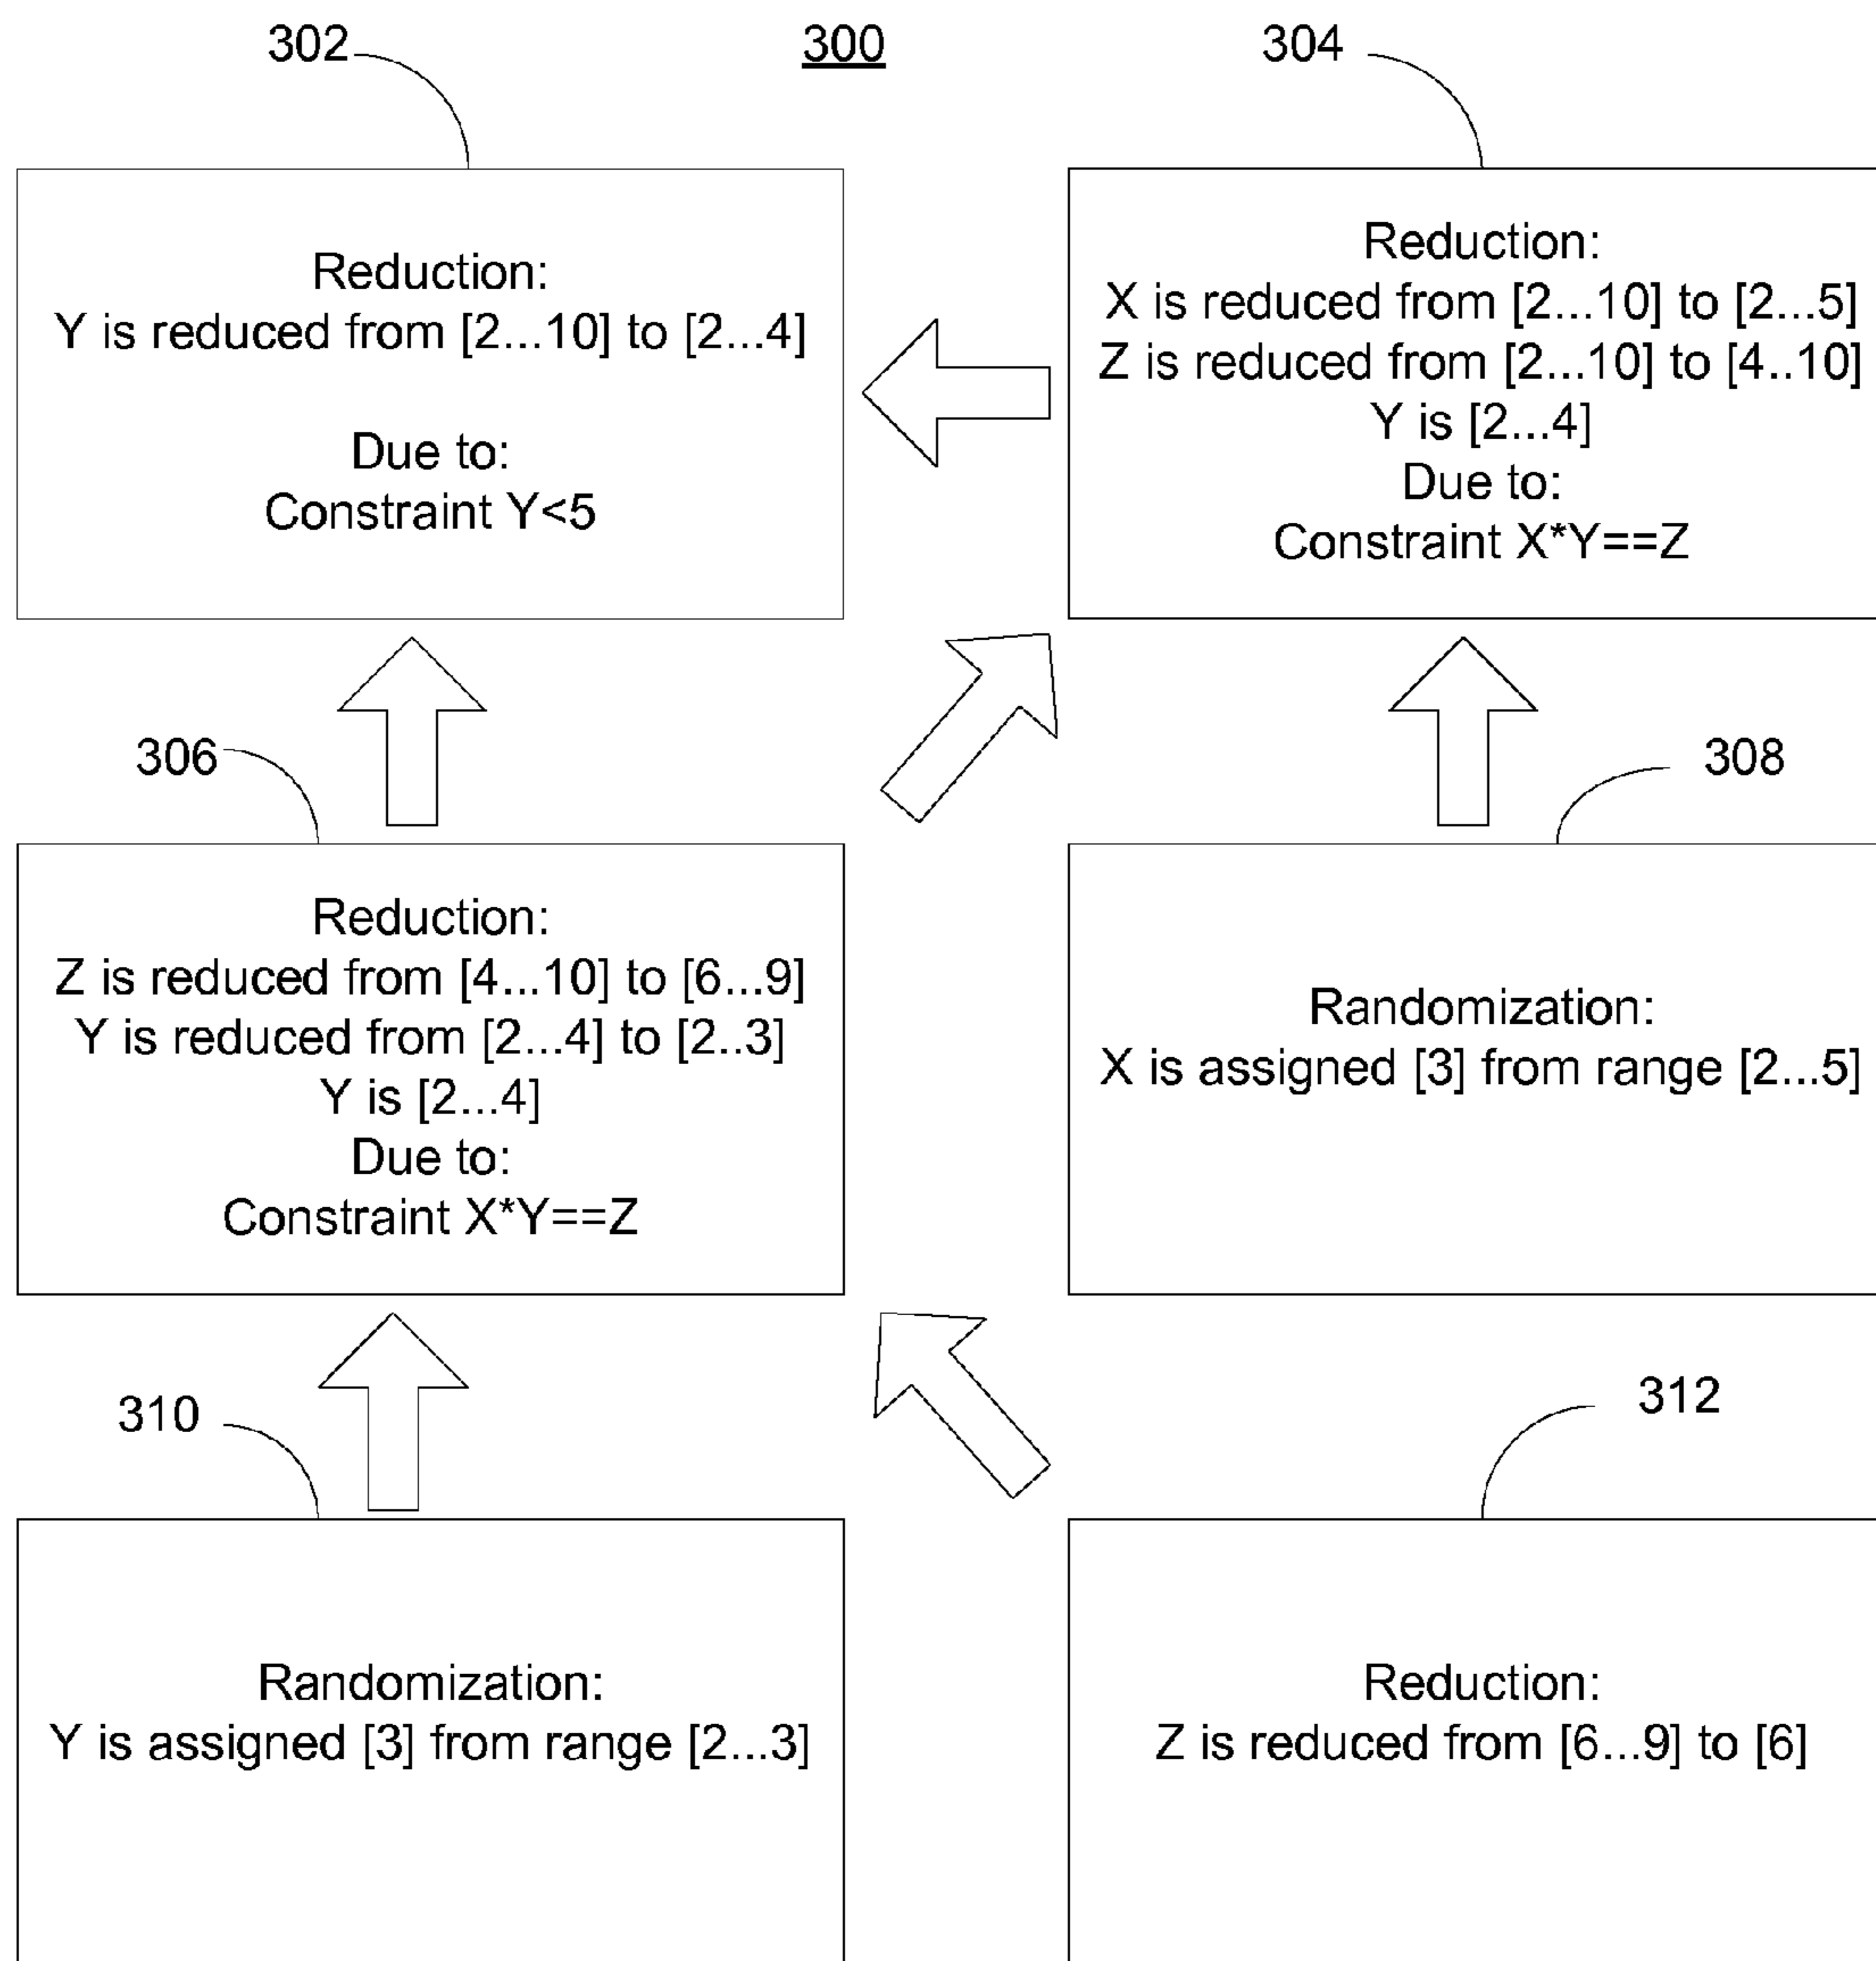 302
300
304
Reduction:
Y is reduced from [2...10] to [2...4]
Due to:
Constraint Y<5
Reduction:
X is reduced from [2...10] to [2...5]
Z is reduced from [2...10] to [4..10]
Y is [2...4]
Due to:
Constraint X*Y==Z
306
308
Reduction:
Z is reduced from [4...10] to [6...9]
Y is reduced from [2...4] to [2..3]
Y is [2...4]
Due to:
Constraint X*Y==Z
Randomization:
X is assigned [3] from range [2...5]
310
312
Randomization:
Y is assigned [3] from range [2...3]
Reduction:
Z is reduced from [6...9] to [6]